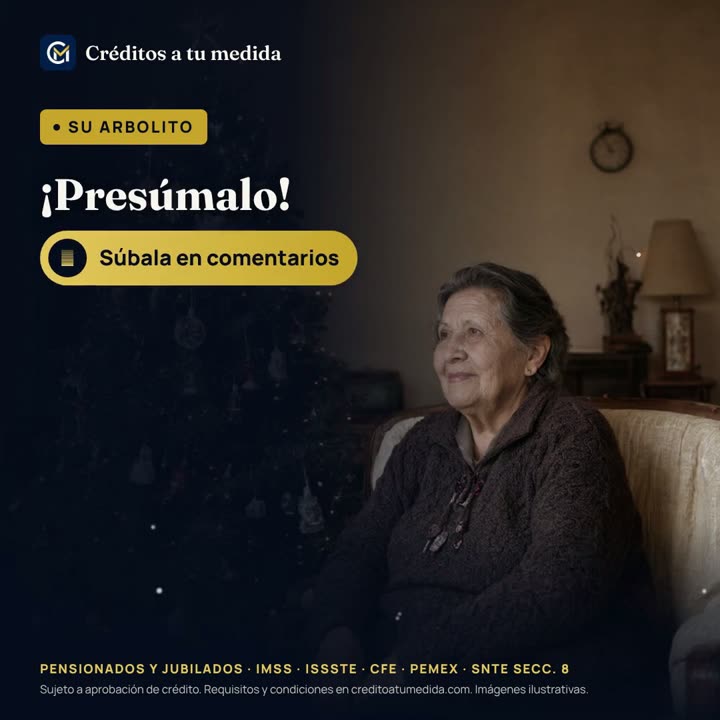 Créditos a tu medida
• SU ARBOLITO
¡Presúmalo!
Súbala en comentarios
PENSIONADOS Y JUBILADOS · IMSS · ISSSTE · CFE · PEMEX · SNTE SECC. 8
Sujeto a aprobación de crédito. Requisitos y condiciones en creditoatumedida.com. Imágenes ilustrativas.